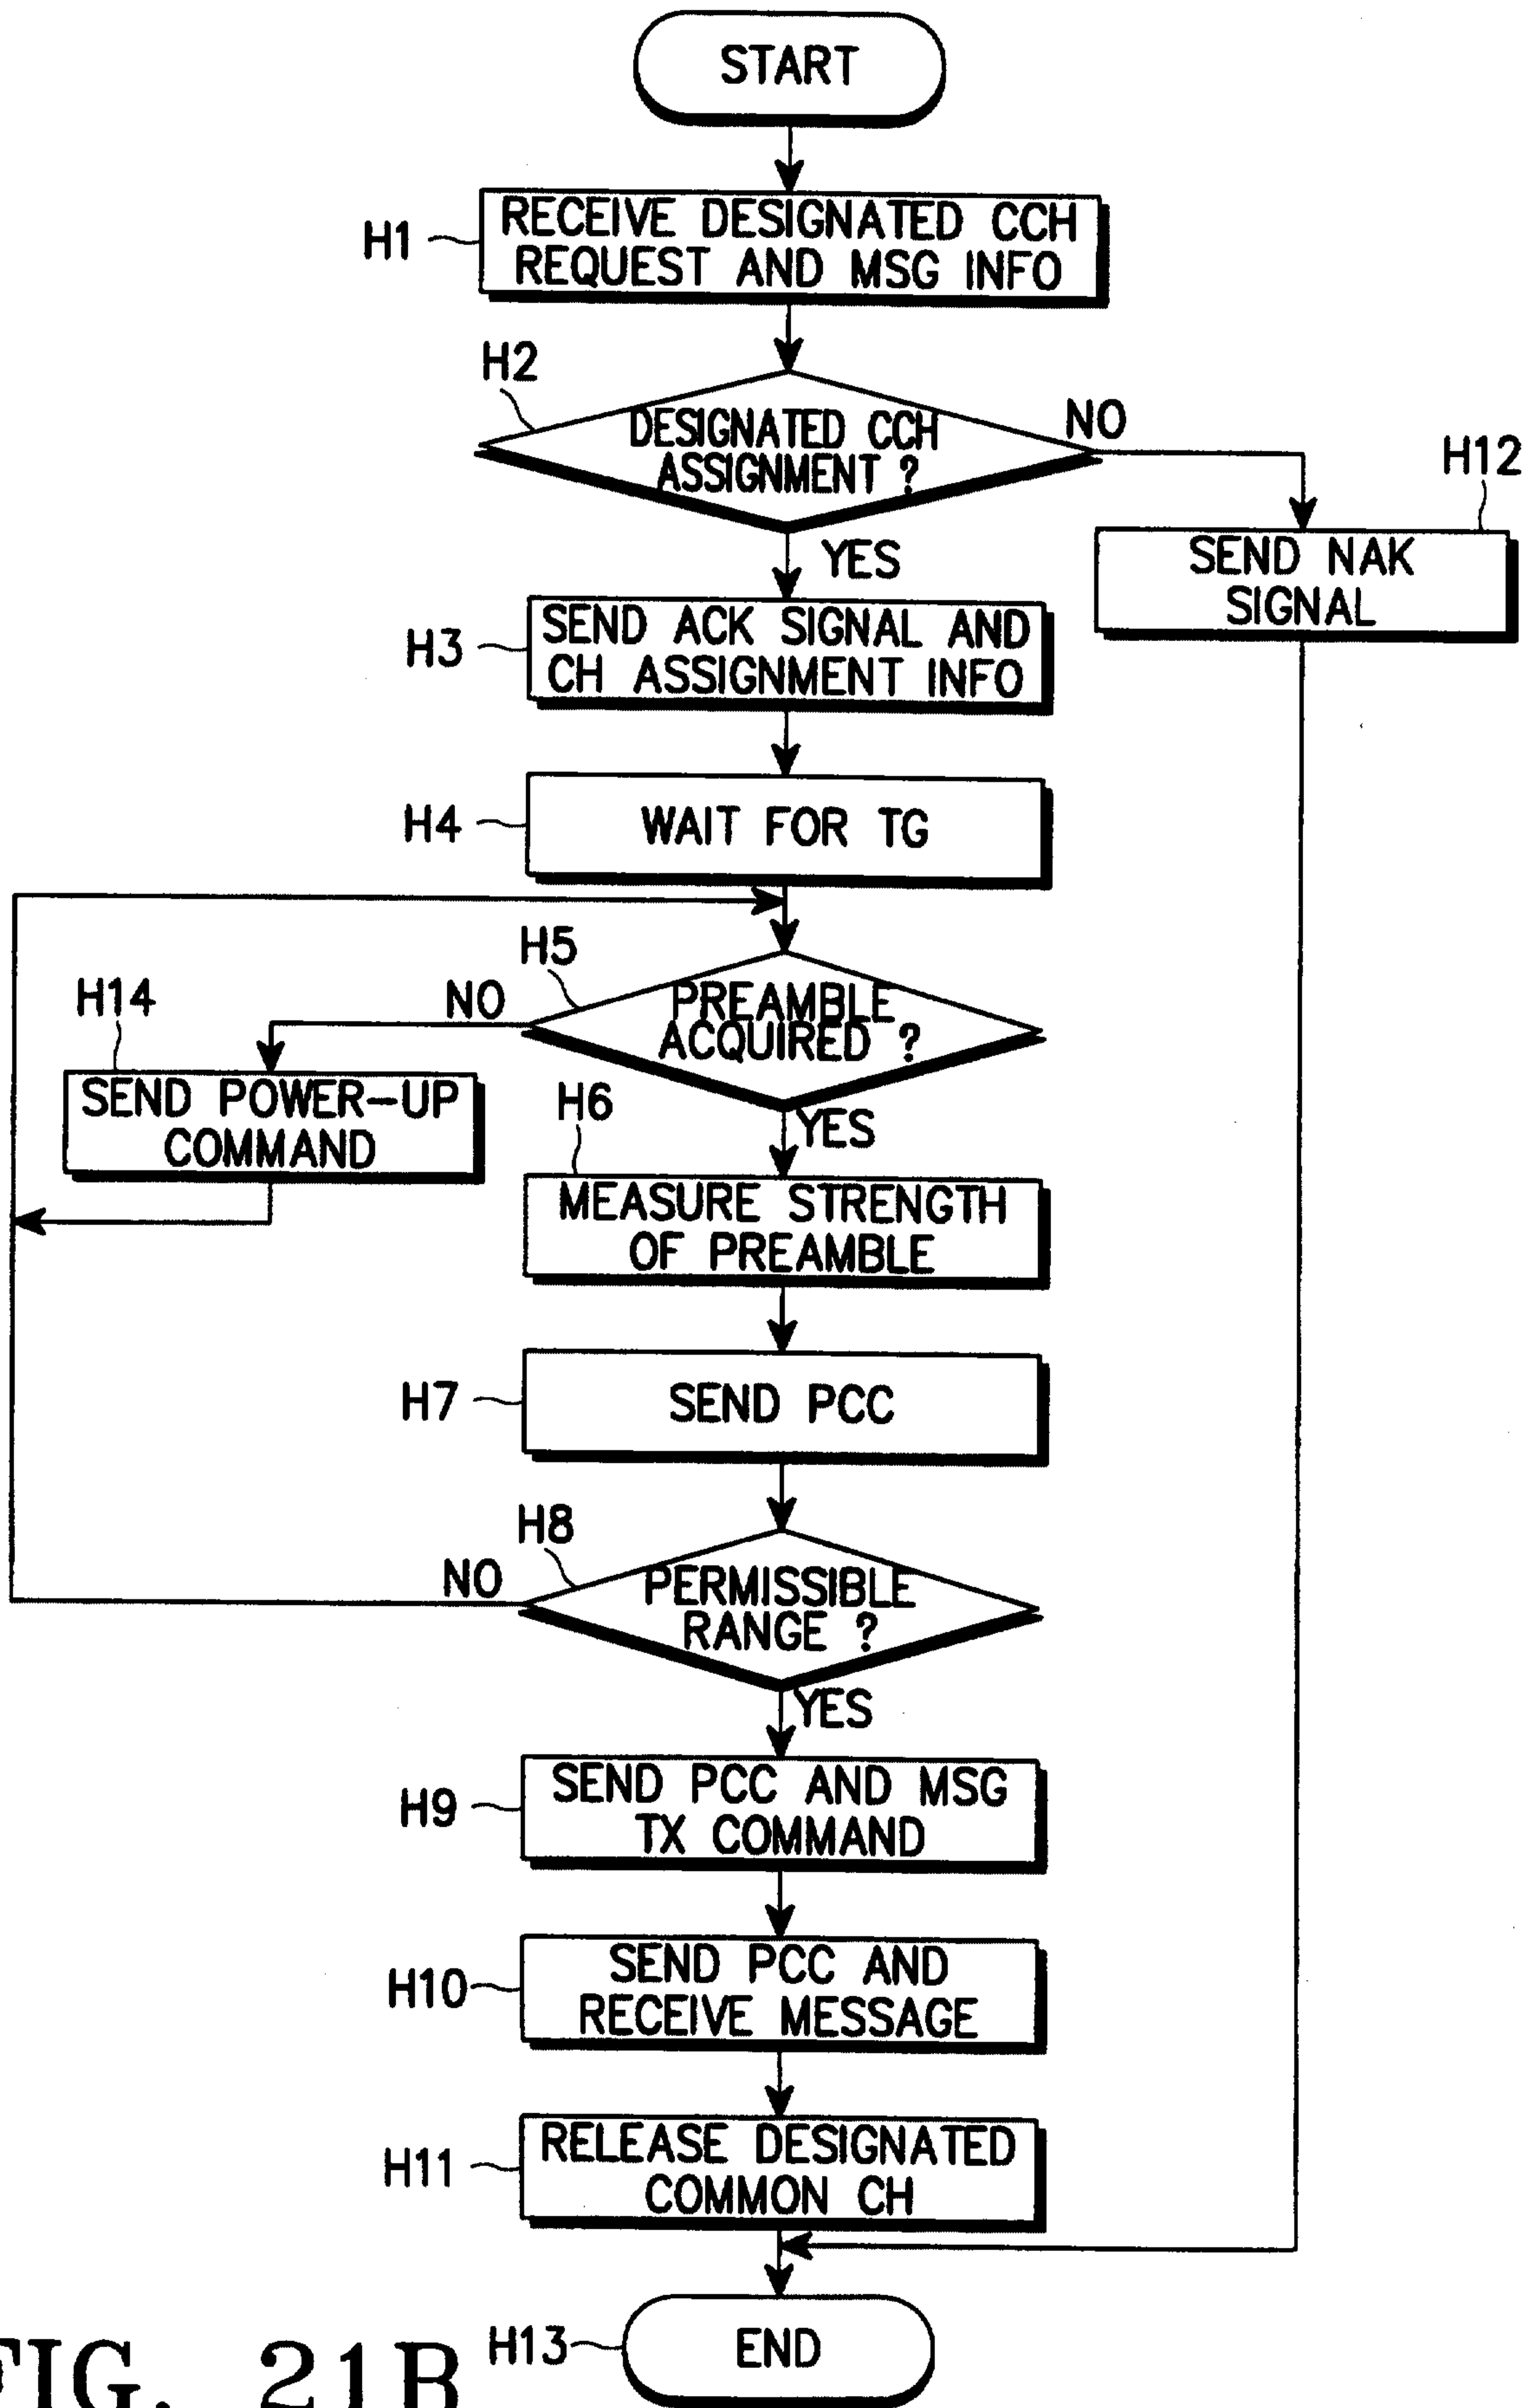 START
H1
RECEIVE DESIGNATED CCH
REQUEST AND MSG INFO
H2
DESIGNATED CCH
ASSIGNMENT ?
NO
H12
SEND NAK
SIGNAL
YES
H3
SEND ACK SIGNAL AND
CH ASSIGNMENT INFO
H4
WAIT FOR TG
H5
PREAMBLE
ACQUIRED ?
NO
H14
SEND POWER-UP
COMMAND
YES
H6
MEASURE STRENGTH
OF PREAMBLE
H7
SEND PCC
H8
NO
PERMISSIBLE
RANGE ?
YES
H9
SEND PCC AND MSG
TX COMMAND
H10
SEND PCC AND
RECEIVE MESSAGE
H11
RELEASE DESIGNATED
COMMON CH
H13
END
FIG. 21B